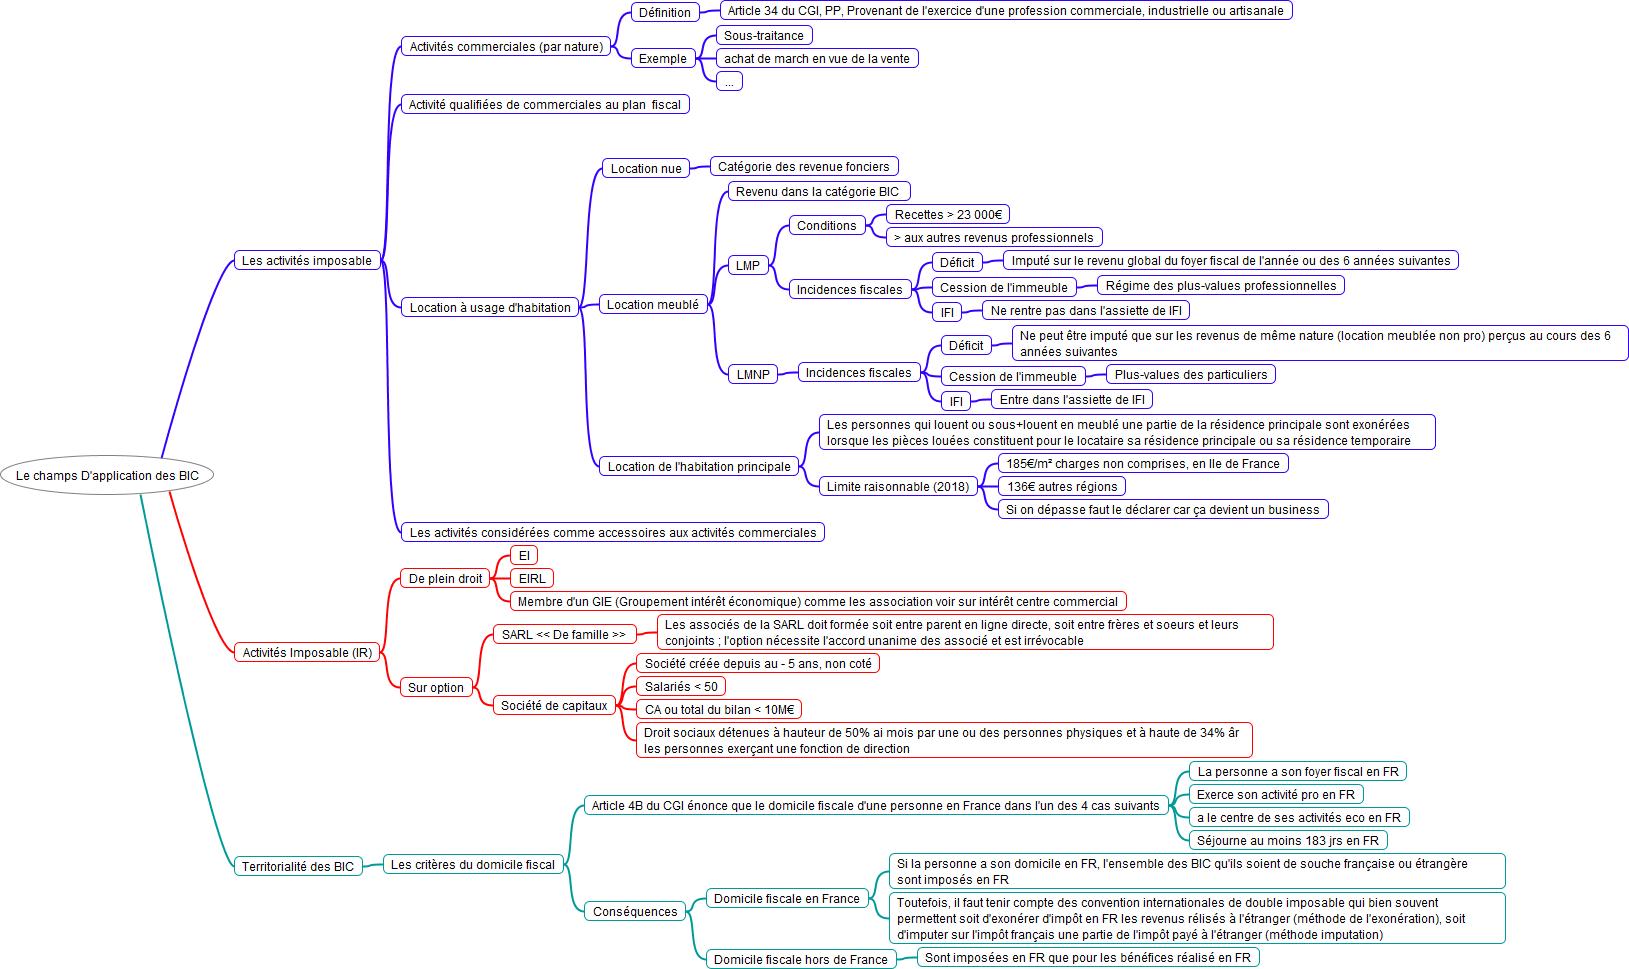 Le champs D'application des BIC
Les activités imposable
Activités commerciales (par nature)
Définition
Article 34 du CGI, PP, Provenant de l'exercice d'une profession commerciale, industrielle ou artisanale
Exemple
Sous-traitance
achat de march en vue de la vente
...
Activité qualifiées de commerciales au plan fiscal
Location à usage d'habitation
Location nue
Catégorie des revenue fonciers
Location meublé
Revenu dans la catégorie BIC
LMP
Conditions
Recettes > 23 000€
> aux autres revenus professionnels
Incidences fiscales
Déficit
Imputé sur le revenu global du foyer fiscal de l'année ou des 6 années suivantes
Cession de l'immeuble
Régime des plus-values professionnelles
IFI
Ne rentre pas dans l'assiette de IFI
LMNP
Incidences fiscales
Déficit
Ne peut être imputé que sur les revenus de même nature (location meublée non pro) perçus au cours des 6
années suivantes
Cession de l'immeuble
Plus-values des particuliers
IFI
Entre dans l'assiette de IFI
Location de l'habitation principale
Les personnes qui louent ou sous+louent en meublé une partie de la résidence principale sont exonérées
lorsque les pièces louées constituent pour le locataire sa résidence principale ou sa résidence temporaire
Limite raisonnable (2018)
185€/m² charges non comprises, en Ile de France
136€ autres régions
Si on dépasse faut le déclarer car ça devient un business
Les activités considérées comme accessoires aux activités commerciales
Activités Imposable (IR)
De plein droit
EI
EIRL
Membre d'un GIE (Groupement intérêt économique) comme les association voir sur intérêt centre commercial
Sur option
SARL << De famille >>
Les associés de la SARL doit formée soit entre parent en ligne directe, soit entre frères et soeurs et leurs
conjoints ; l'option nécessite l'accord unanime des associé et est irrévocable
Société de capitaux
Société créée depuis au - 5 ans, non coté
Salariés < 50
CA ou total du bilan < 10M€
Droit sociaux détenues à hauteur de 50% ai mois par une ou des personnes physiques et à haute de 34% âr
les personnes exerçant une fonction de direction
Territorialité des BIC
Les critères du domicile fiscal
Article 4B du CGI énonce que le domicile fiscale d'une personne en France dans l'un des 4 cas suivants
La personne a son foyer fiscal en FR
Exerce son activité pro en FR
a le centre de ses activités eco en FR
Séjourne au moins 183 jrs en FR
Conséquences
Domicile fiscale en France
Si la personne a son domicile en FR, l'ensemble des BIC qu'ils soient de souche française ou étrangère
sont imposés en FR
Toutefois, il faut tenir compte des convention internationales de double imposable qui bien souvent
permettent soit d'exonérer d'impôt en FR les revenus rélisés à l'étranger (méthode de l'exonération), soit
d'imputer sur l'impôt français une partie de l'impôt payé à l'étranger (méthode imputation)
Domicile fiscale hors de France
Sont imposées en FR que pour les bénéfices réalisé en FR